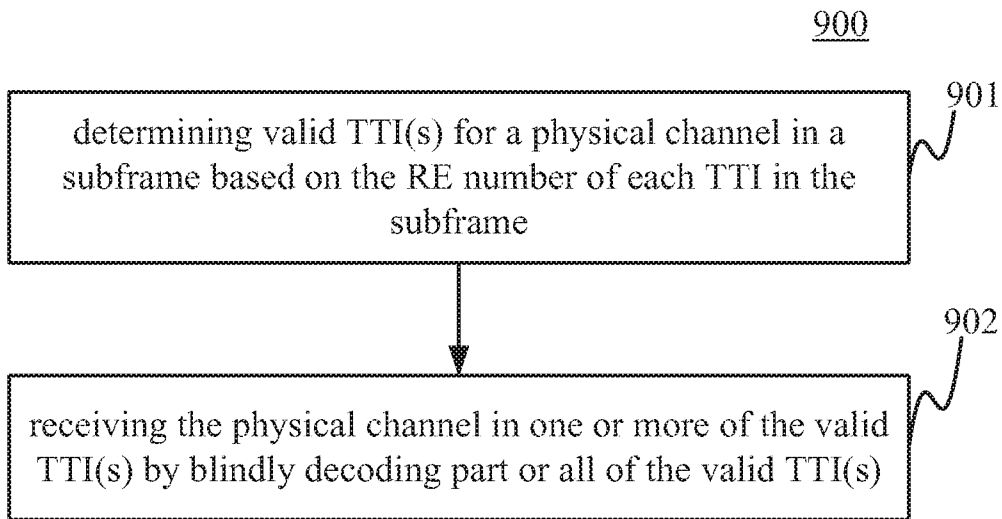 900
901
determining valid TTI(s) for a physical channel in a
subframe based on the RE number of each TTI in the
subframe
902
receiving the physical channel in one or more of the valid
TTI(s) by blindly decoding part or all of the valid TTI(s)